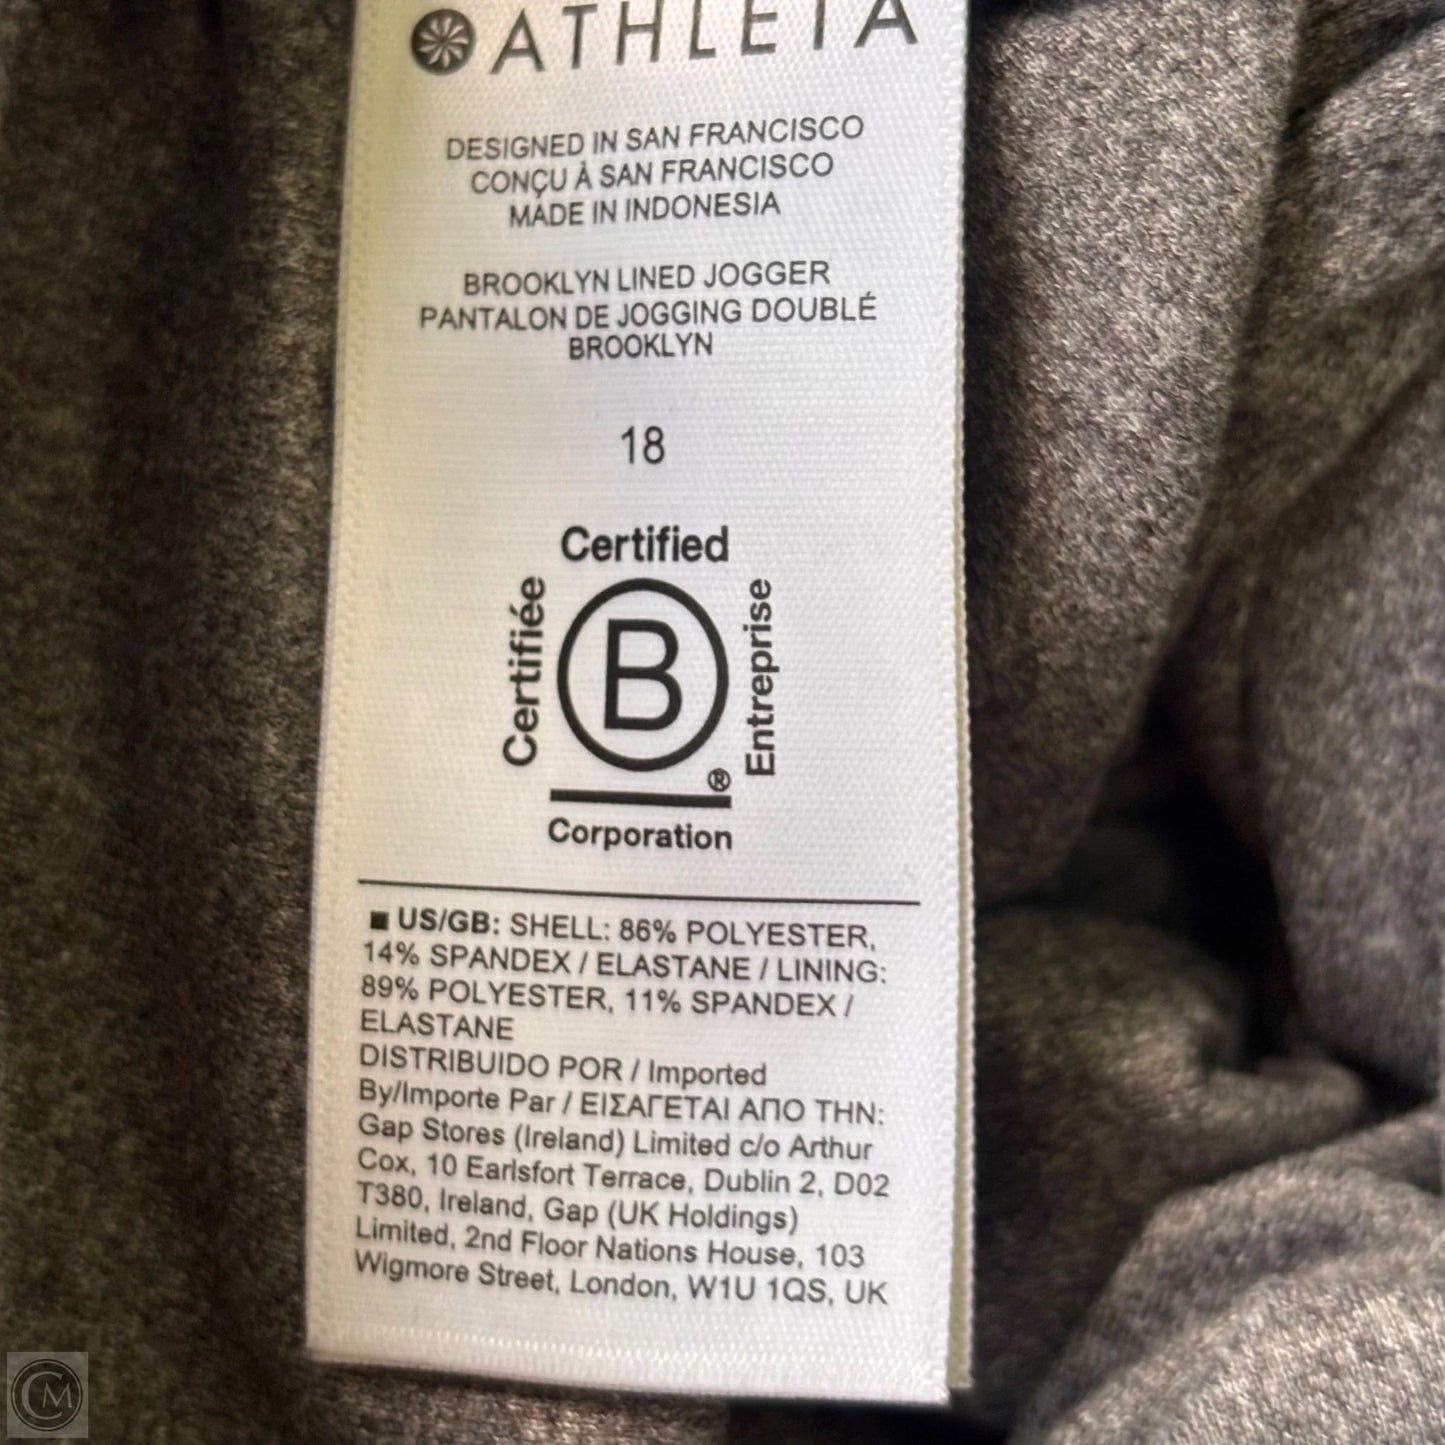 ATHLETA
DESIGNED IN SAN FRANCISCO
CONÇU À SAN FRANCISCO
MADE IN INDONESIA
BROOKLYN LINED JOGGER
PANTALON DE JOGGING DOUBLÉ
BROOKLYN
18
Certified
Certifiée
B
Entreprise
®
Corporation
■ US/GB: SHELL: 86% POLYESTER,
14% SPANDEX / ELASTANE / LINING:
89% POLYESTER, 11% SPANDEX /
ELASTANE
DISTRIBUIDO POR / Imported
By/Importe Par / ΕΙΣΑΓΕΤΑΙ ΑΠΟ ΤΗΝ:
Gap Stores (Ireland) Limited c/o Arthur
Cox, 10 Earlsfort Terrace, Dublin 2, D02
T380, Ireland, Gap (UK Holdings)
Limited, 2nd Floor Nations House, 103
Wigmore Street, London, W1U 1QS, UK
CM